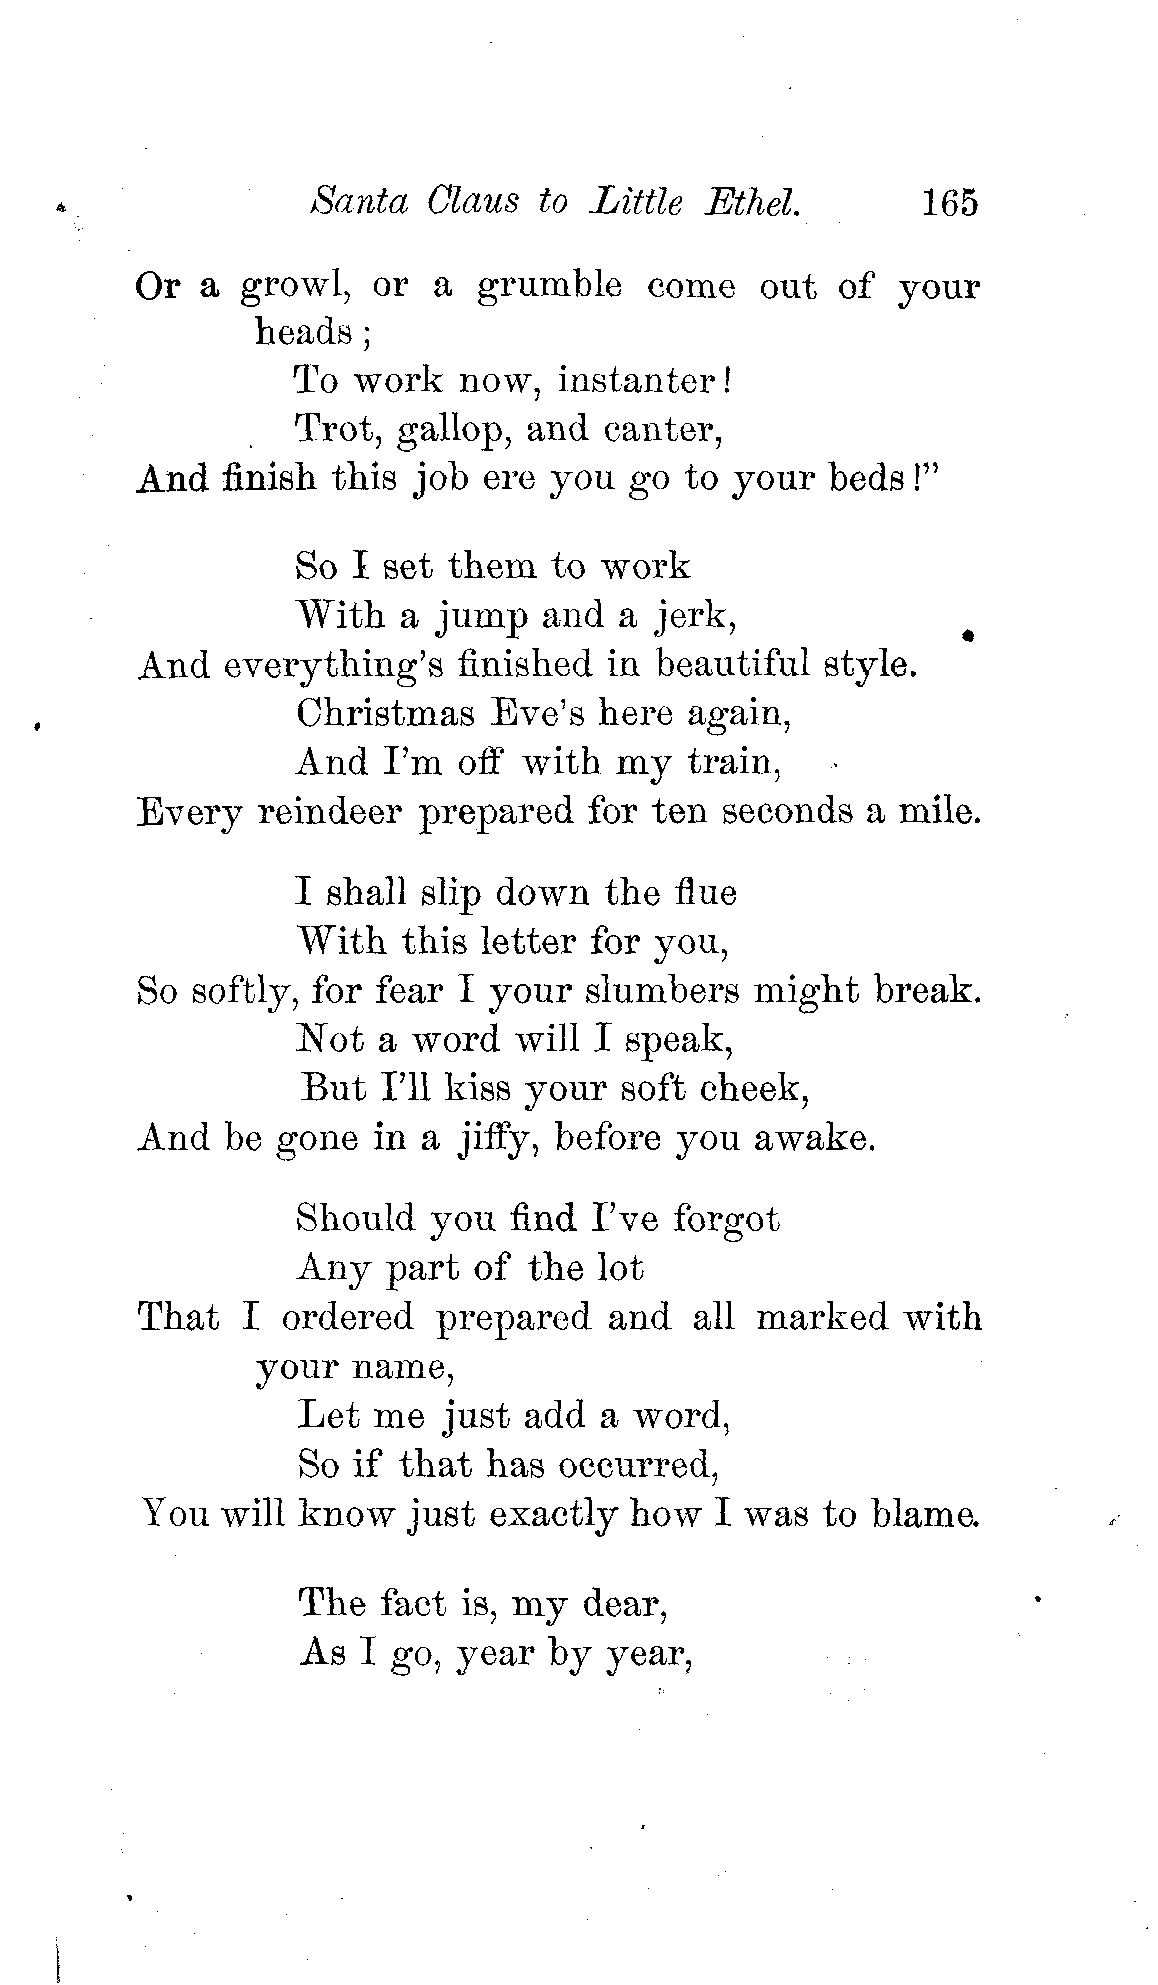 Santa Claus to Little Ethel. 165
Or a growl, or a grumble come out of your
heads;
To work now, instanter!
Trot, gallop, and canter,
And finish this job ere you go to your beds!”
So I set them to work
With a jump and a jerk,
And everything’s finished in beautiful style.
Christmas Eve’s here again,
And I’m off with my train,
Every reindeer prepared for ten seconds a mile.
I shall slip down the flue
With this letter for you,
So softly, for fear I your slumbers might break.
Not a word will I speak,
But I’ll kiss your soft cheek,
And be gone in a jiffy, before you awake.
Should you find I’ve forgot
Any part of the lot
That I ordered prepared and all marked with
your name,
Let me just add a word,
So if that has occurred,
You will know just exactly how I was to blame.
The fact is, my dear,
As I go, year by year,